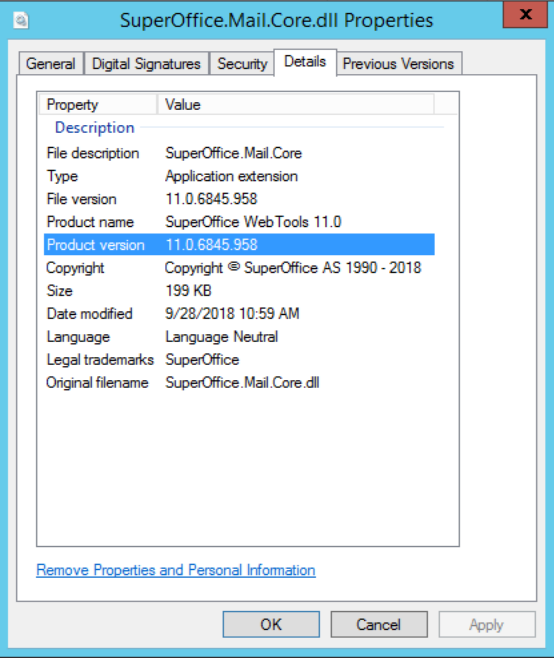 SuperOffice.Mail.Core.dll Properties
x
General Digital Signatures Security Details Previous Versions
Property Value
Description
File description SuperOffice.Mail.Core
Type Application extension
File version 11.0.6845.958
Product name SuperOffice WebTools 11.0
Product version 11.0.6845.958
Copyright Copyright © SuperOffice AS 1990 - 2018
Size 199 KB
Date modified 9/28/2018 10:59 AM
Language Language Neutral
Legal trademarks SuperOffice
Original filename SuperOffice.Mail.Core.dll
Remove Properties and Personal Information
OK Cancel Apply